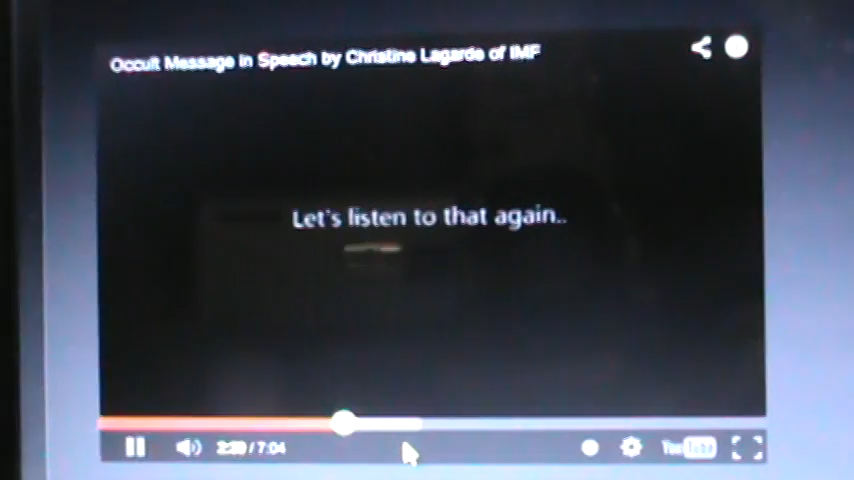 Occult Message in Speech by Christine Lagarde of IMF
Let's listen to that again..
/ 7:04
YouTube